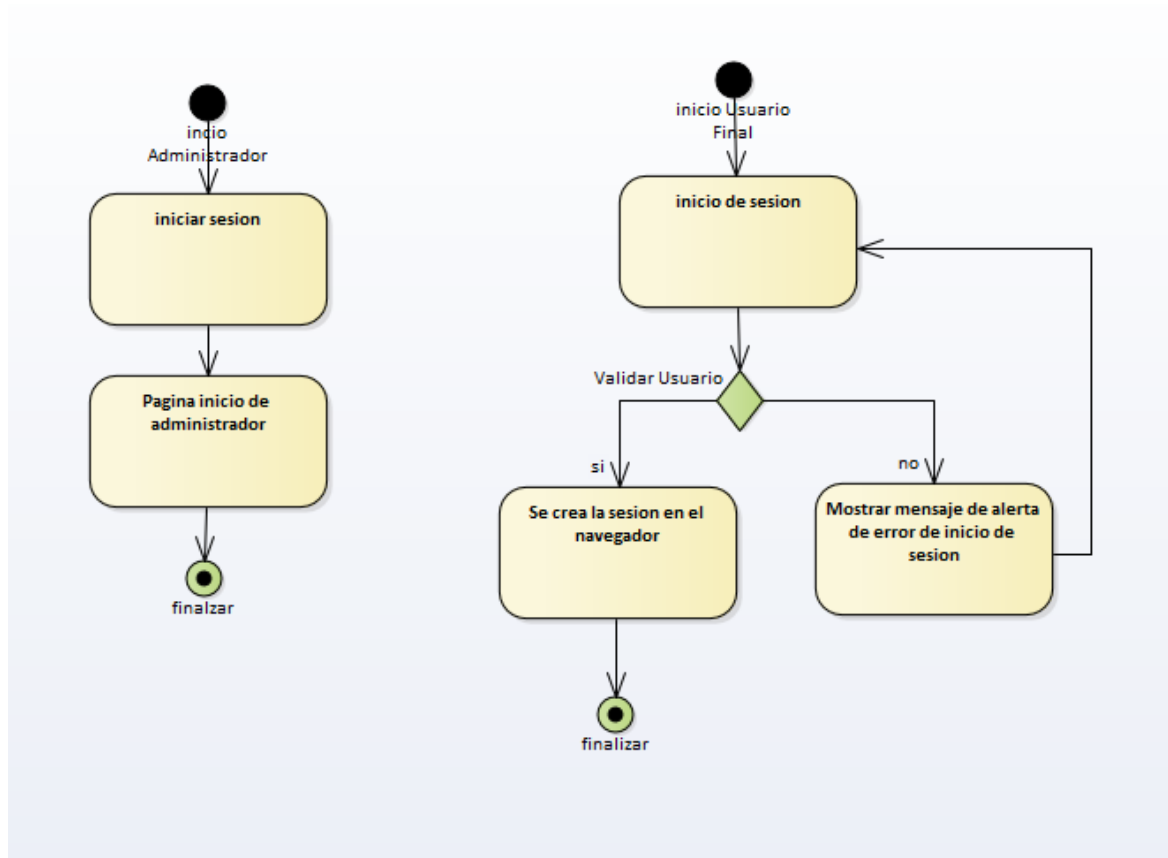 incio
Administrador
iniciar sesion
Pagina inicio de
administrador
finalzar
inicio Usuario
Final
inicio de sesion
Validar Usuario
si
no
Se crea la sesion en el
navegador
Mostrar mensaje de alerta
de error de inicio de
sesion
finalizar